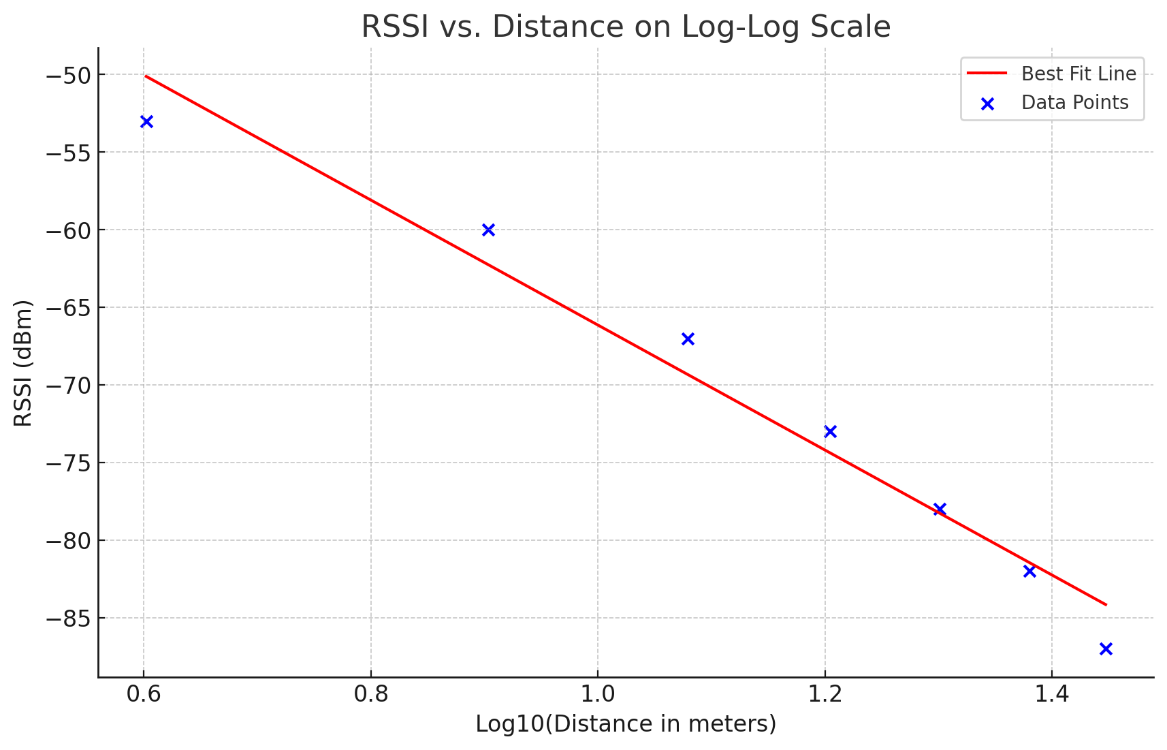 RSSI vs. Distance on Log-Log Scale
Best Fit Line
Data Points
RSSI (dBm)
−50
−55
−60
−65
−70
−75
−80
−85
0.6 0.8 1.0 1.2 1.4
Log10(Distance in meters)